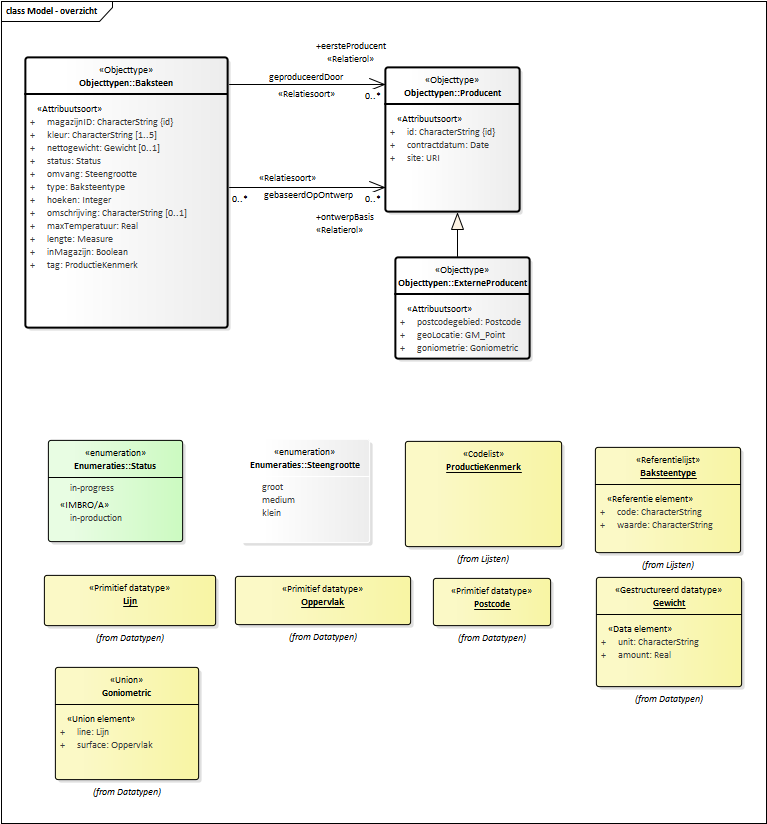 class Model - overzicht
«Objecttype»
Objecttypen::Baksteen
«Attribuutsoort»
+ magazijnID: CharacterString {id}
+ kleur: CharacterString [1..5]
+ nettogewicht: Gewicht [0..1]
+ status: Status
+ omvang: Steengrootte
+ type: Baksteentype
+ hoeken: Integer
+ omschrijving: CharacterString [0..1]
+ maxTemperatuur: Real
+ lengte: Measure
+ inMagazijn: Boolean
+ tag: ProductieKenmerk
+eersteProducent
«Relatierol»
geproduceerdDoor
«Relatiesoort»
0..*
«Relatiesoort»
0..*
gebaseerdOpOntwerp
0..*
+ontwerpBasis
«Relatierol»
«Objecttype»
Objecttypen::Producent
«Attribuutsoort»
+ id: CharacterString {id}
+ contractdatum: Date
+ site: URI
«Objecttype»
Objecttypen::ExterneProducent
«Attribuutsoort»
+ postcodegebied: Postcode
+ geoLocatie: GM_Point
+ goniometrie: Goniometric
«enumeration»
Enumeraties::Status
in-progress
«IMBRO/A»
in-production
«enumeration»
Enumeraties::Steengrootte
groot
medium
klein
«Codelist»
ProductieKenmerk
(from Lijsten)
«Referentielijst»
Baksteentype
«Referentie element»
+ code: CharacterString
+ waarde: CharacterString
(from Lijsten)
«Primitief datatype»
Lijn
(from Datatypen)
«Primitief datatype»
Oppervlak
(from Datatypen)
«Primitief datatype»
Postcode
(from Datatypen)
«Gestructureerd datatype»
Gewicht
«Data element»
+ unit: CharacterString
+ amount: Real
(from Datatypen)
«Union»
Goniometric
«Union element»
+ line: Lijn
+ surface: Oppervlak
(from Datatypen)